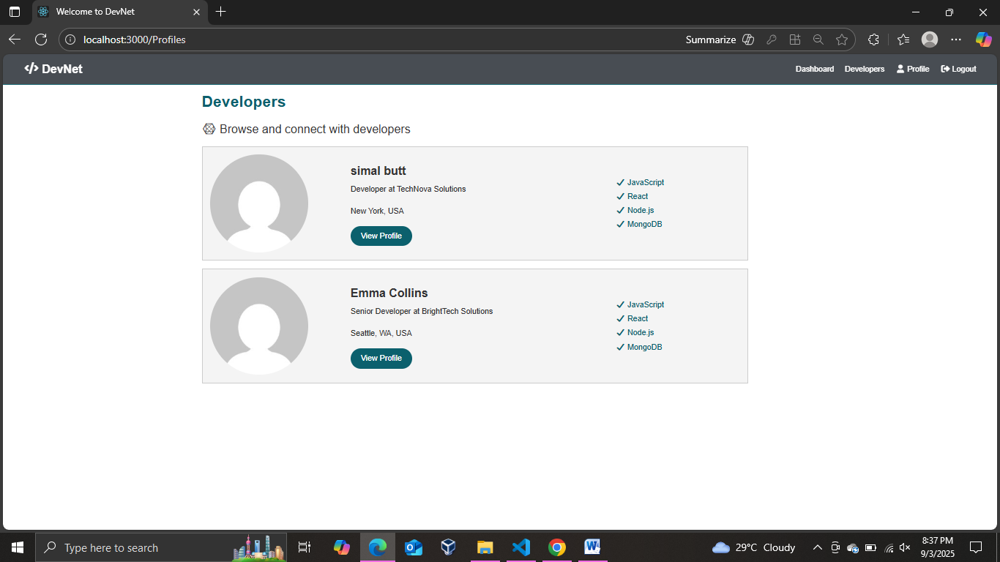 Welcome to DevNet
localhost:3000/Profiles
Summarize
</> DevNet
Dashboard Developers Profile Logout
Developers
Browse and connect with developers
simal butt
Developer at TechNova Solutions
New York, USA
View Profile
JavaScript
React
Node.js
MongoDB
Emma Collins
Senior Developer at BrightTech Solutions
Seattle, WA, USA
View Profile
JavaScript
React
Node.js
MongoDB
Type here to search
29°C Cloudy
8:37 PM
9/3/2025